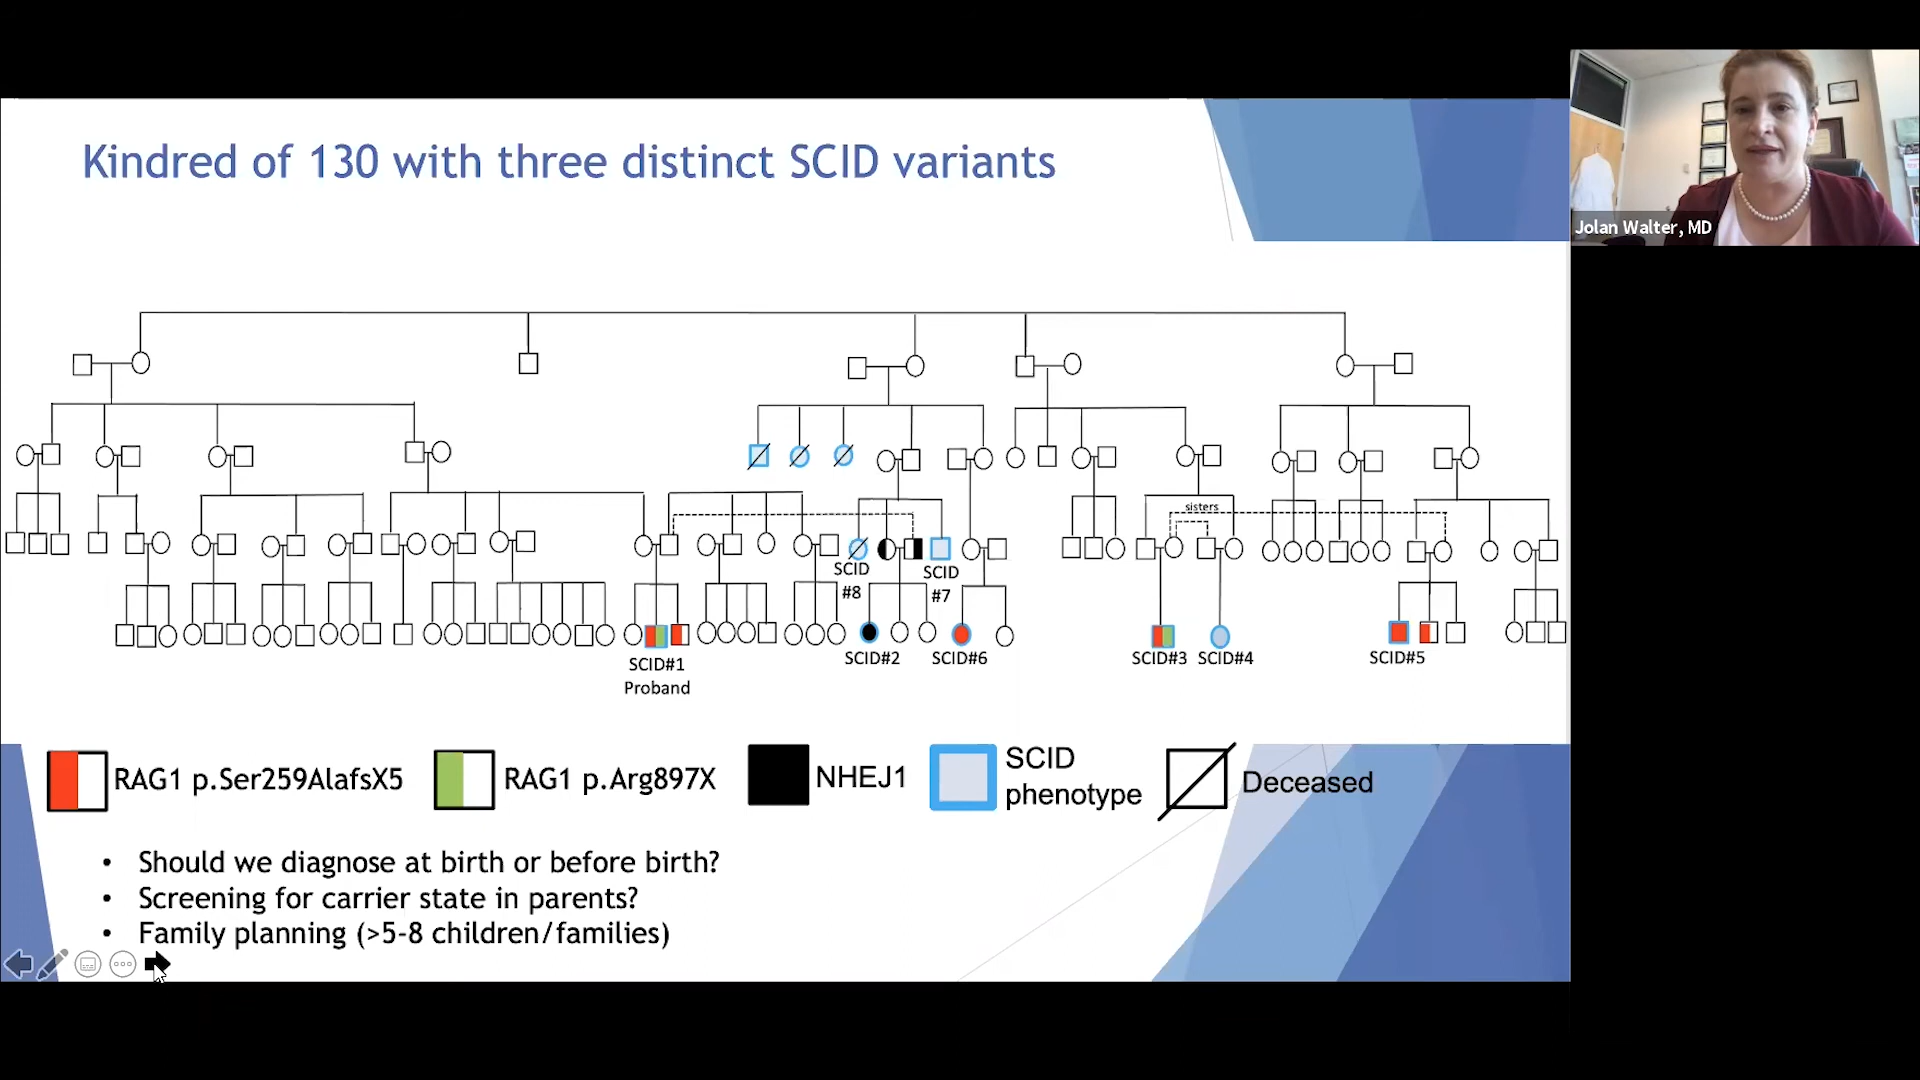 Kindred of 130 with three distinct SCID variants
Jolan Walter, MD
sisters
SCID
#8
SCID
#7
SCID#1
Proband
SCID#2
SCID#6
SCID#3
SCID#4
SCID#5
RAG1 p.Ser259AlafsX5
RAG1 p.Arg897X
NHEJ1
SCID
phenotype
Deceased
• Should we diagnose at birth or before birth?
• Screening for carrier state in parents?
• Family planning (>5-8 children/families)